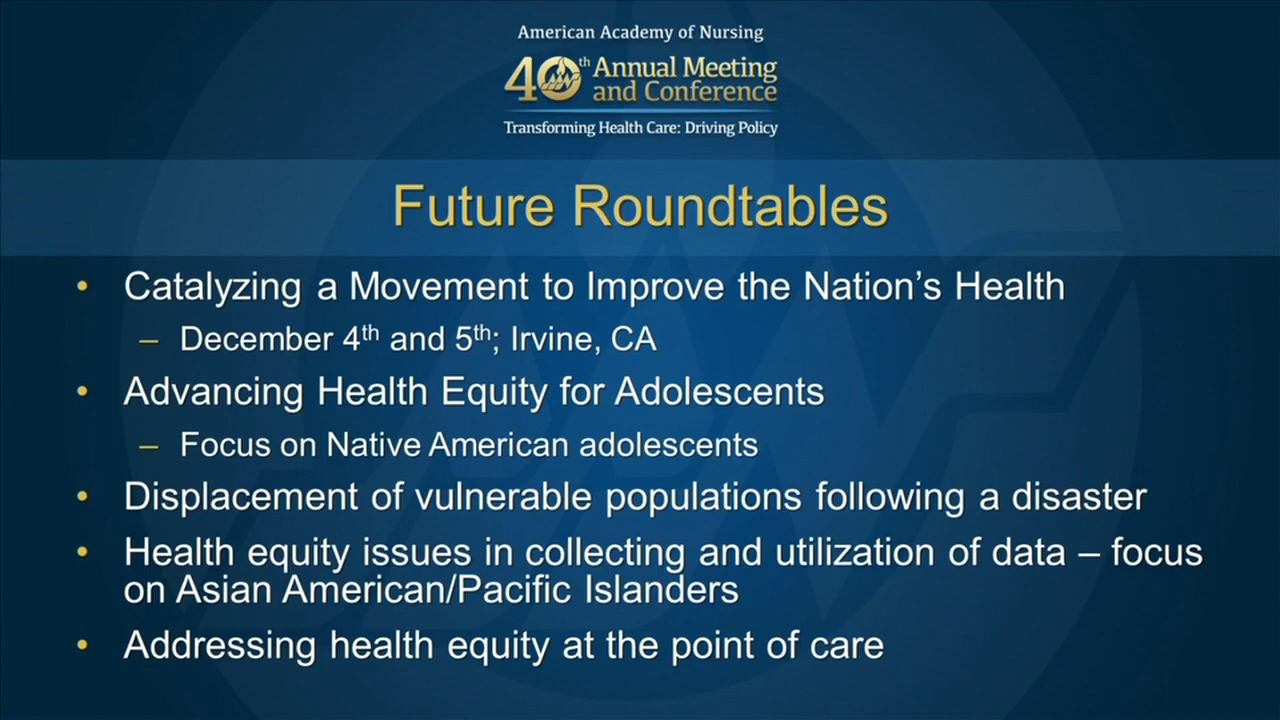 American Academy of Nursing
40th Annual Meeting
and Conference
Transforming Health Care: Driving Policy
Future Roundtables
• Catalyzing a Movement to Improve the Nation’s Health
– December 4th and 5th; Irvine, CA
• Advancing Health Equity for Adolescents
– Focus on Native American adolescents
• Displacement of vulnerable populations following a disaster
• Health equity issues in collecting and utilization of data – focus
on Asian American/Pacific Islanders
• Addressing health equity at the point of care